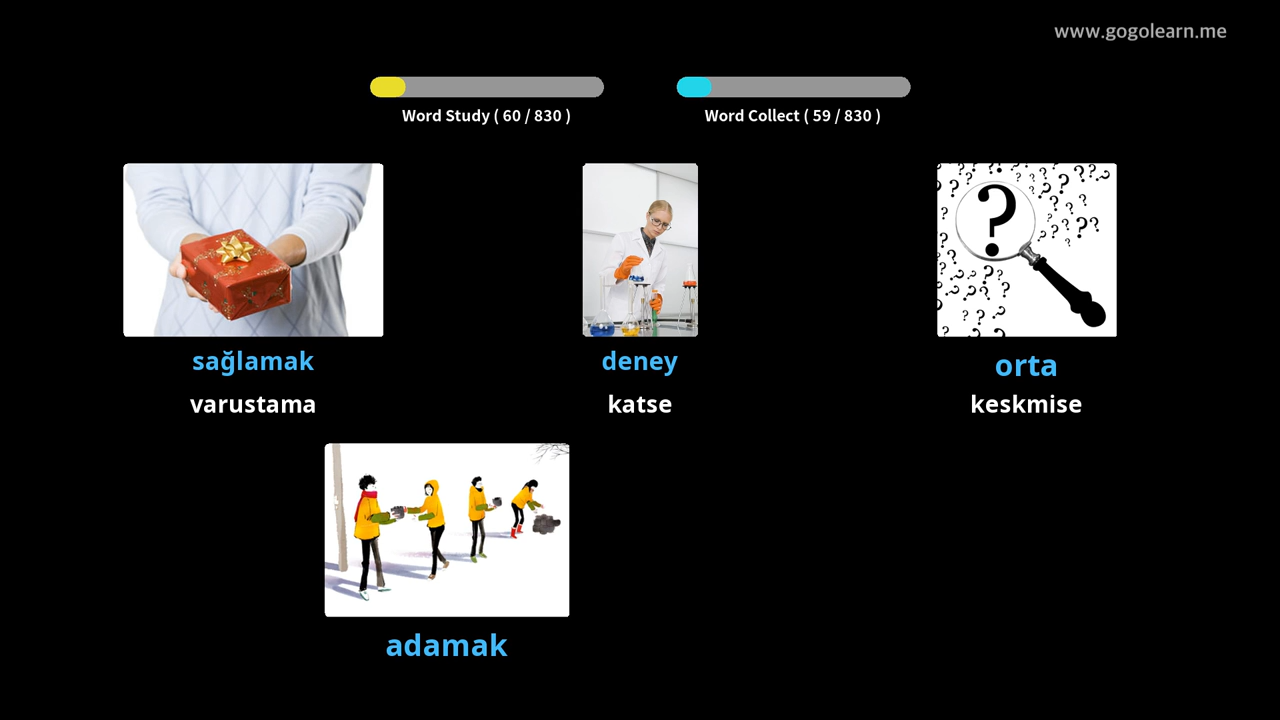 www.gogolearn.me
Word Study ( 60 / 830 )
Word Collect ( 59 / 830 )
sağlamak
deney
orta
varustama
katse
keskmise
adamak